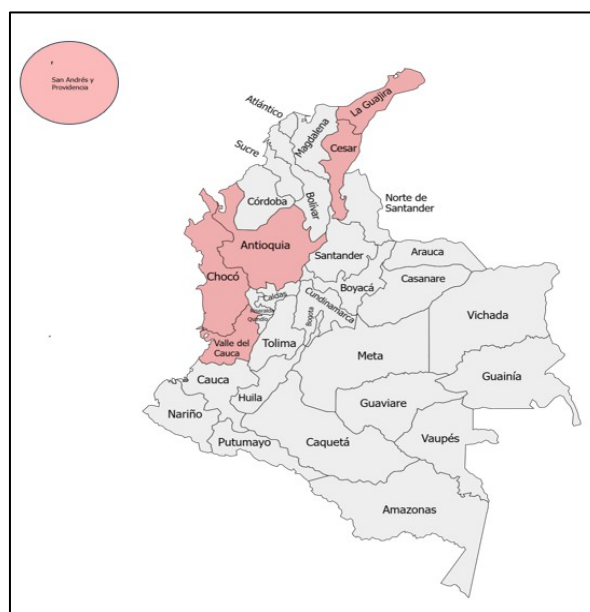 San Andrés y
Providencia
Atlántico
La Guajira
Magdalena
Cesar
Sucre
Bolívar
Córdoba
Norte de
Santander
Antioquia
Santander
Arauca
Chocó
Boyacá
Casanare
Caldas
Cundinamarca
Vichada
Quindío
Bogotá
Valle del
Cauca
Tolima
Meta
Cauca
Guainía
Huila
Guaviare
Nariño
Putumayo
Caquetá
Vaupés
Amazonas